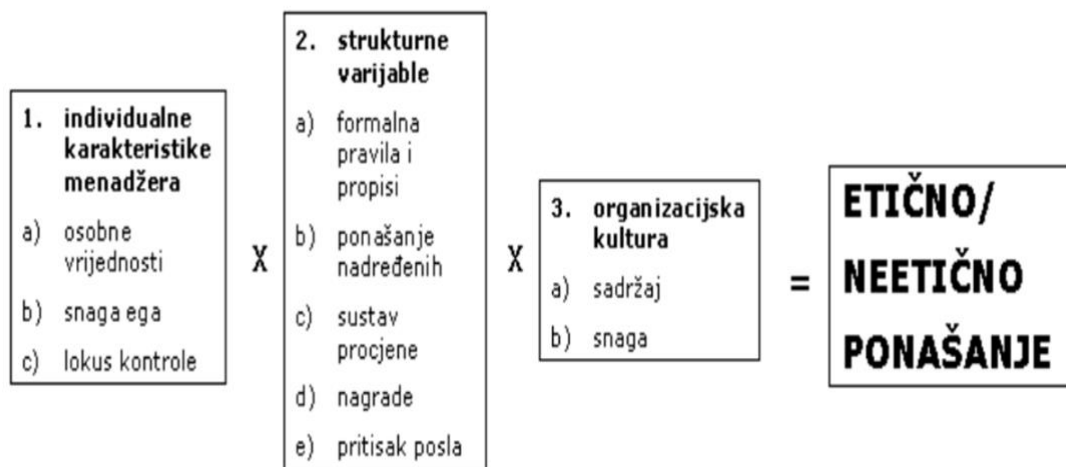 1. individualne
karakteristike
menadžera
a) osobne
vrijednosti
b) snaga ega
c) lokus kontrole
X
2. strukturne
varijable
a) formalna
pravila i
propisi
b) ponašanje
nadređenih
c) sustav
procjene
d) nagrade
e) pritisak posla
X
3. organizacijska
kultura
a) sadržaj
b) snaga
=
ETIČNO/
NEETIČNO
PONAŠANJE